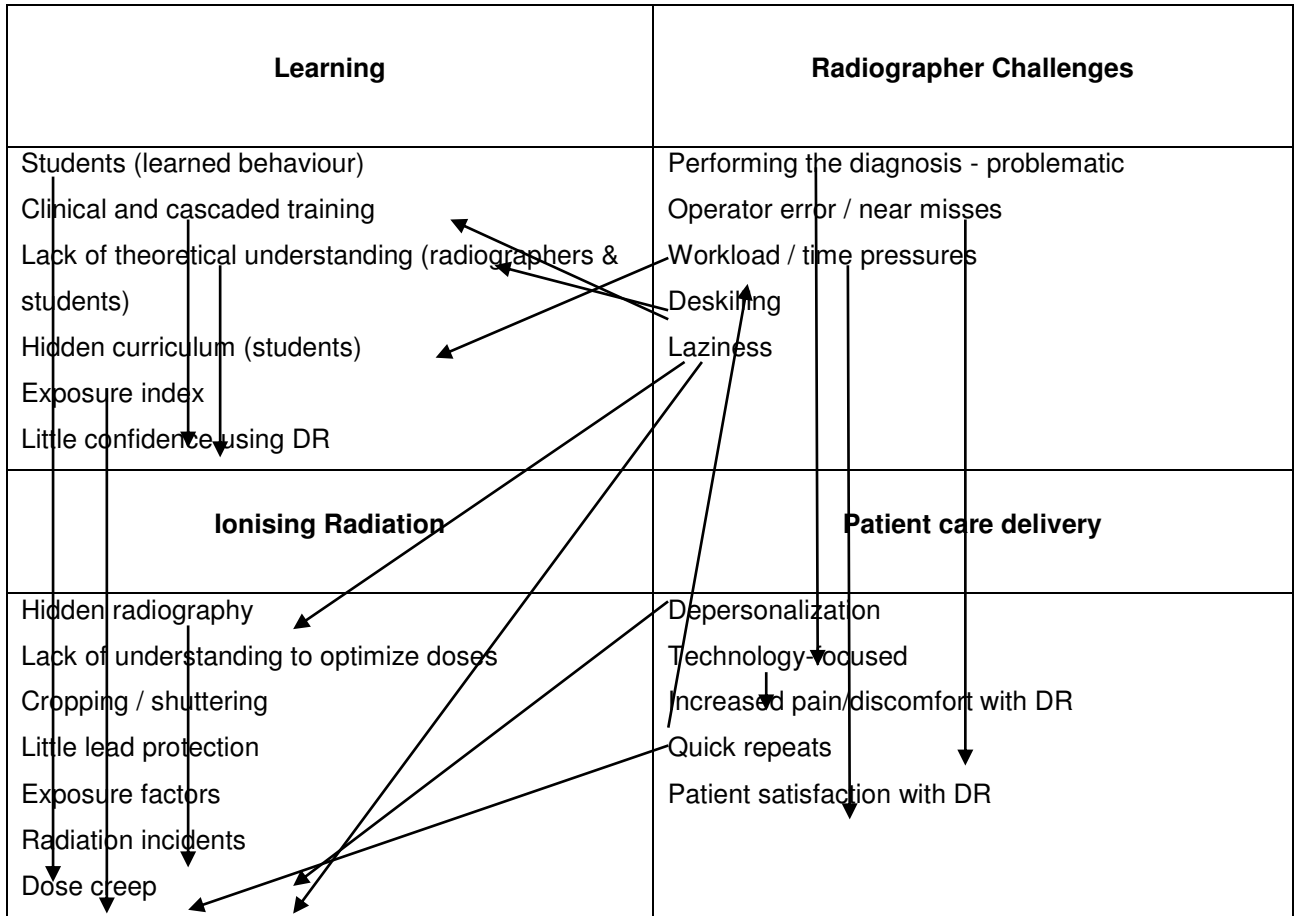 Learning
Radiographer Challenges
Students (learned behaviour)
Clinical and cascaded training
Lack of theoretical understanding (radiographers &
students)
Hidden curriculum (students)
Exposure index
Little confidence using DR
Performing the diagnosis - problematic
Operator error / near misses
Workload / time pressures
Deskilling
Laziness
Ionising Radiation
Patient care delivery
Hidden radiography
Lack of understanding to optimize doses
Cropping / shuttering
Little lead protection
Exposure factors
Radiation incidents
Dose creep
Depersonalization
Technology-focused
Increased pain/discomfort with DR
Quick repeats
Patient satisfaction with DR